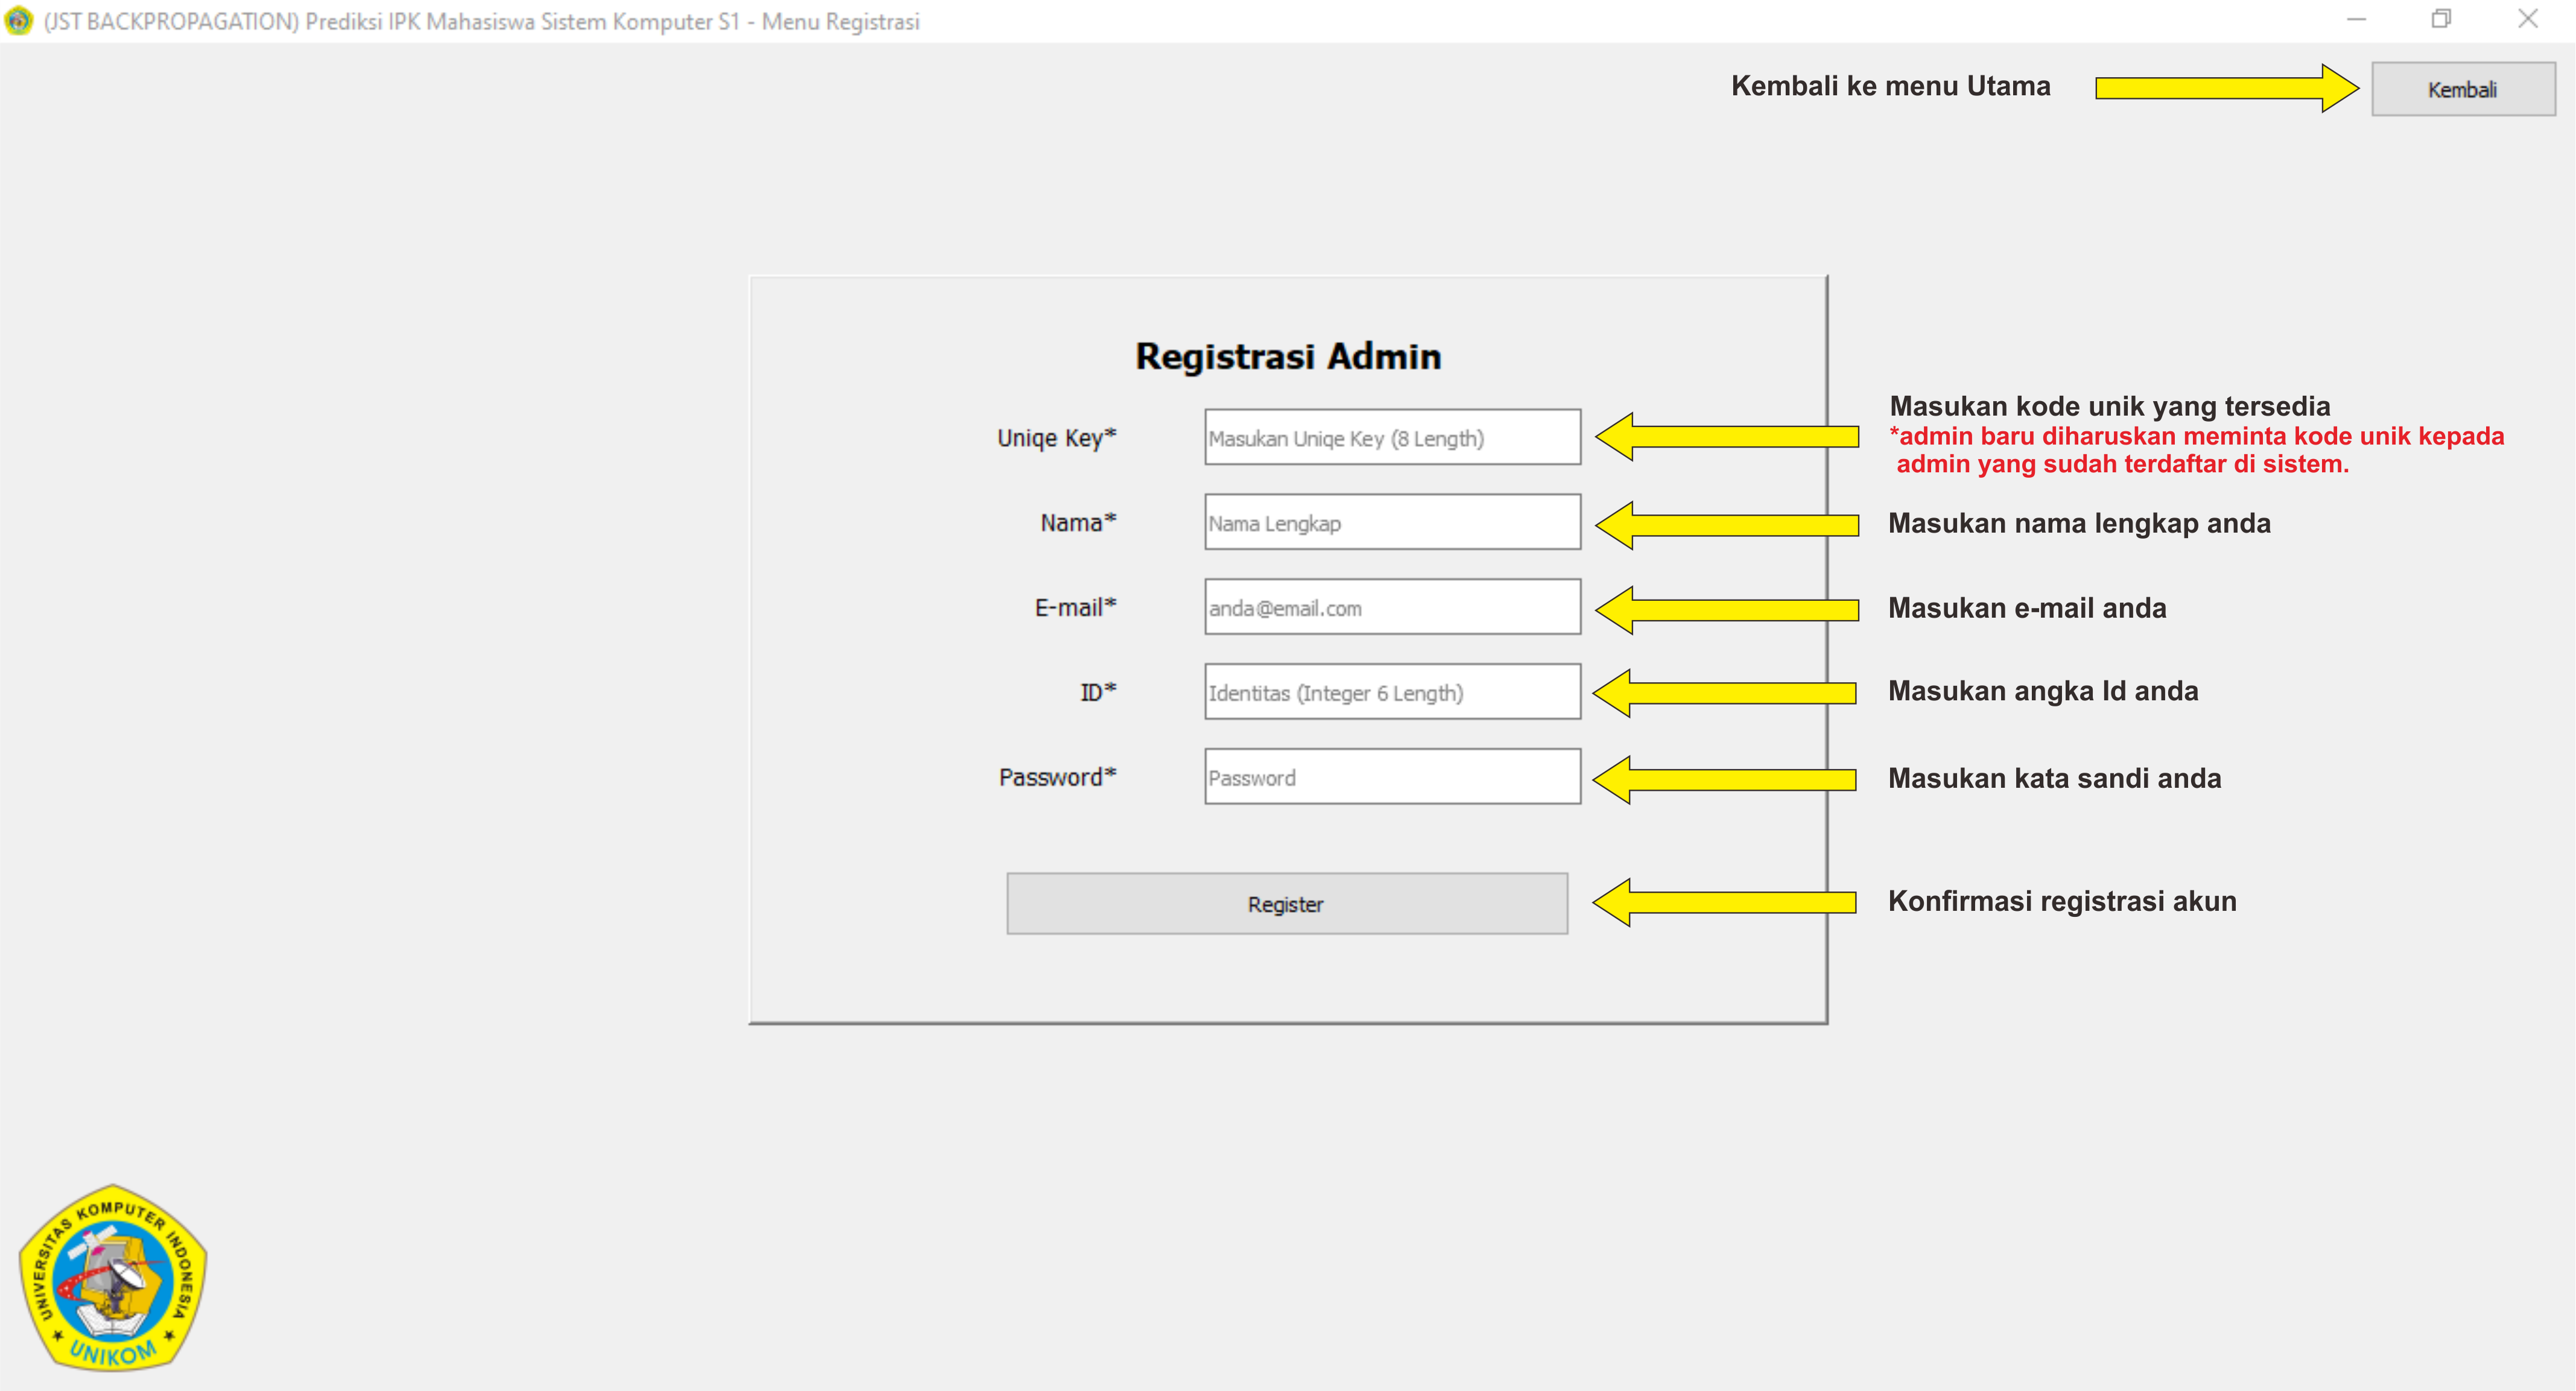 (JST BACKPROPAGATION) Prediksi IPK Mahasiswa Sistem Komputer S1 - Menu Registrasi
Kembali ke menu Utama
Kembali
Registrasi Admin
Uniqe Key*
Masukan Uniqe Key (8 Length)
Masukan kode unik yang tersedia
*admin baru diharuskan meminta kode unik kepada
admin yang sudah terdaftar di sistem.
Nama*
Nama Lengkap
Masukan nama lengkap anda
E-mail*
anda@email.com
Masukan e-mail anda
ID*
Identitas (Integer 6 Length)
Masukan angka Id anda
Password*
Password
Masukan kata sandi anda
Register
Konfirmasi registrasi akun
UNIVERSITAS KOMPUTER INDONESIA
UNIKOM